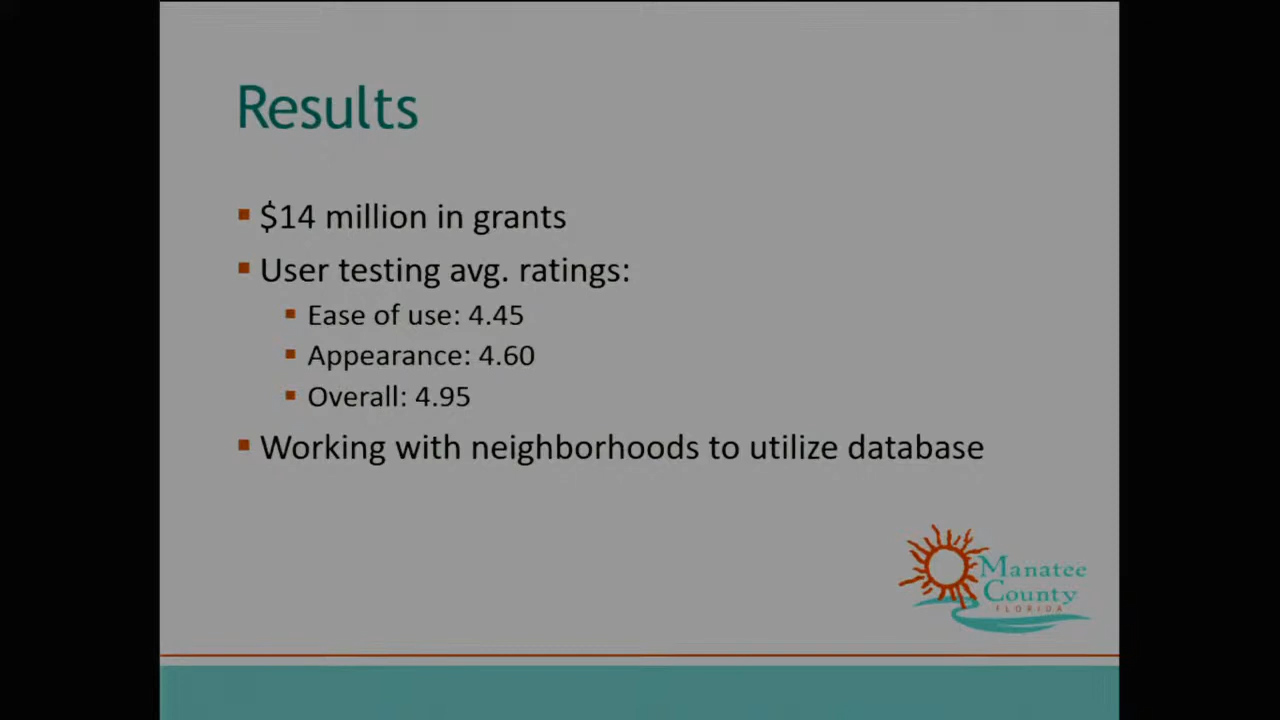 Results
$14 million in grants
User testing avg. ratings:
Ease of use: 4.45
Appearance: 4.60
Overall: 4.95
Working with neighborhoods to utilize database
Manatee
County
FLORIDA